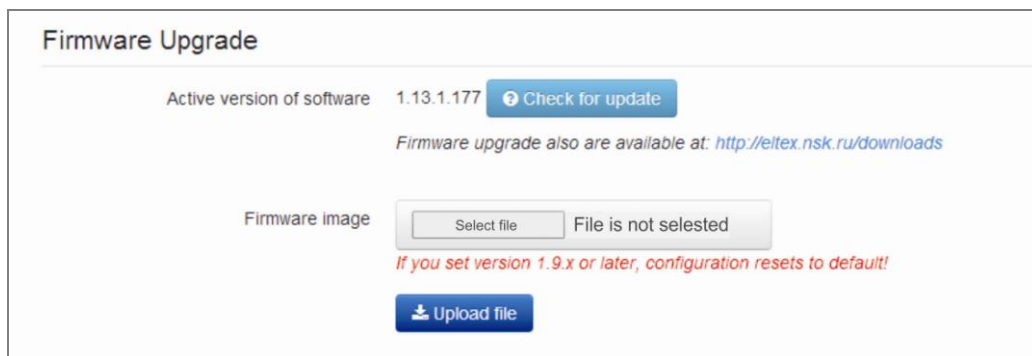 Firmware Upgrade
Active version of software 1.13.1.177 Check for update
Firmware upgrade also are available at: http://eltex.nsk.ru/downloads
Firmware image Select file File is not selested
If you set version 1.9.x or later, configuration resets to default!
Upload file